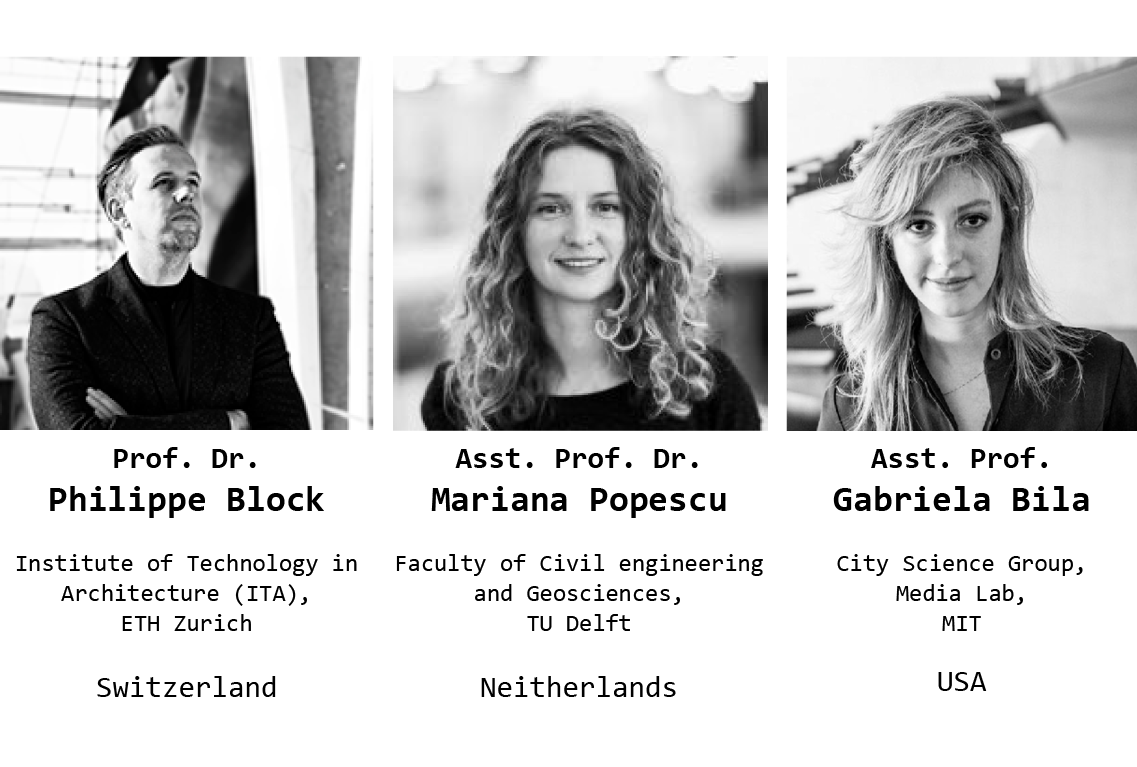 Prof. Dr.
Philippe Block
Institute of Technology in
Architecture (ITA),
ETH Zurich
Switzerland
Asst. Prof. Dr.
Mariana Popescu
Faculty of Civil engineering
and Geosciences,
TU Delft
Neitherlands
Asst. Prof.
Gabriela Bila
City Science Group,
Media Lab,
MIT
USA